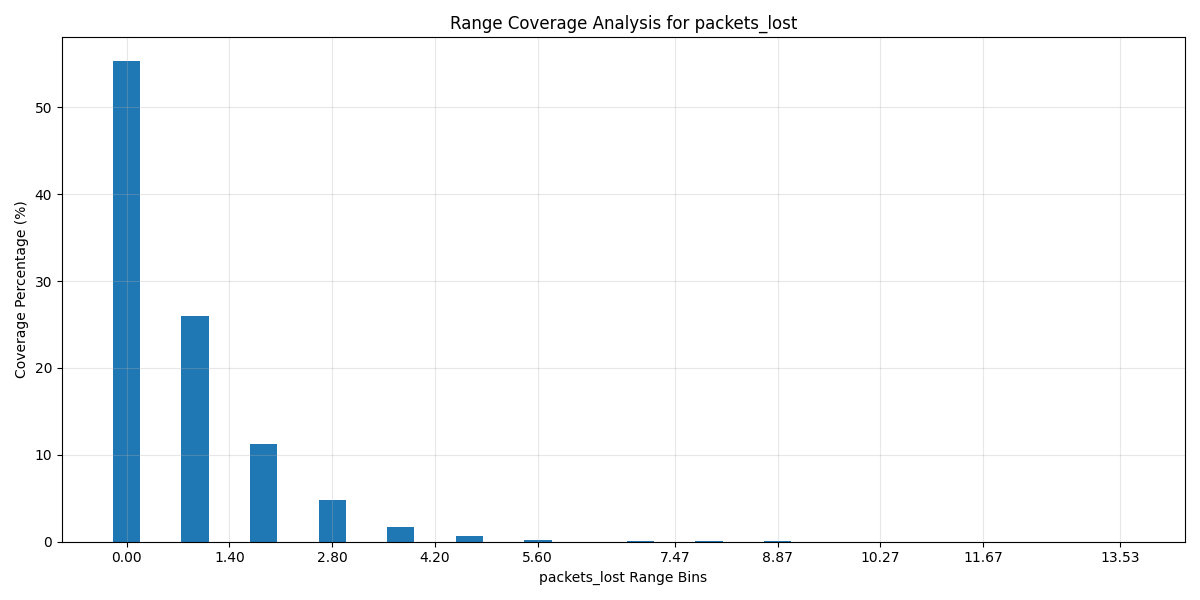 Range Coverage Analysis for packets_lost
Coverage Percentage (%)
50
40
30
20
10
0
0.00 1.40 2.80 4.20 5.60 7.47 8.87 10.27 11.67 13.53
packets_lost Range Bins